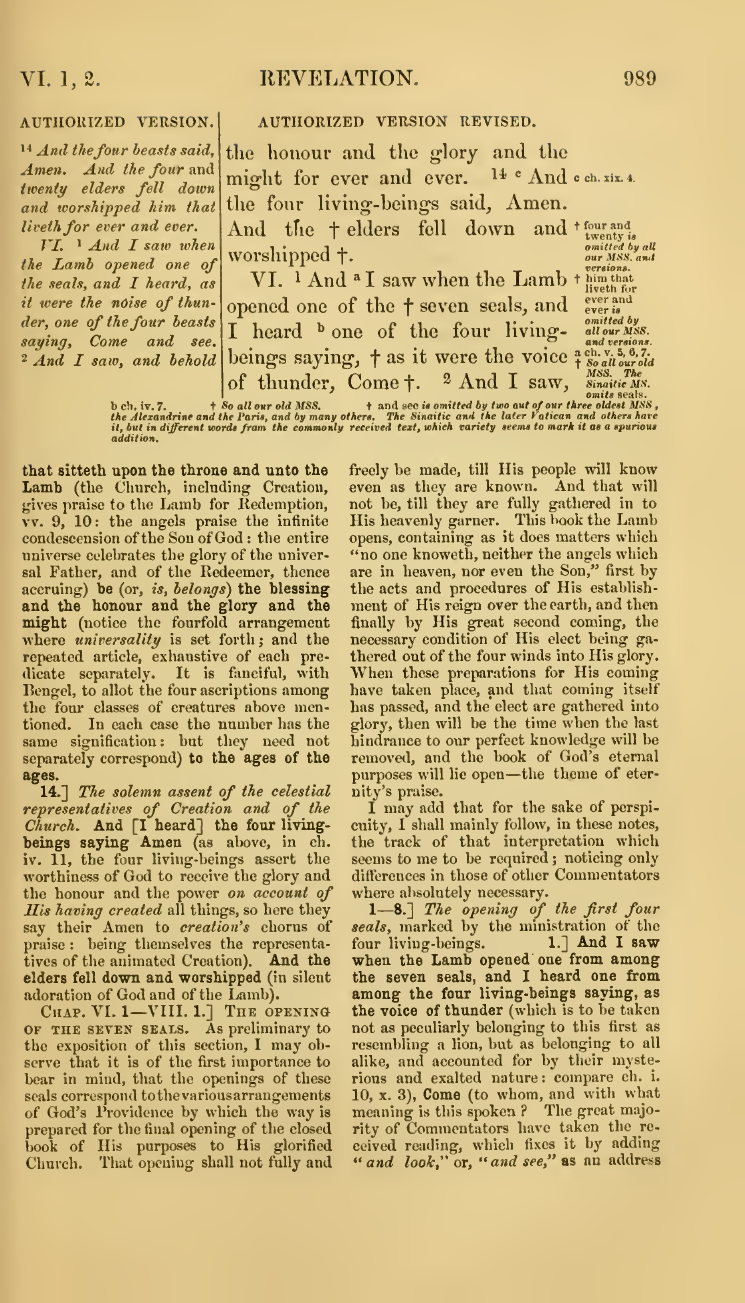 VI. 1, 2. REVELATION. 989
AUTHORIZED VERSION.
14 And the four beasts said,
Amen. And the four and
twenty elders fell down
and worshipped him that
liveth for ever and ever.
VI. 1 And I saw when
the Lamb opened one of
the seals, and I heard, as
it were the noise of thun-
der, one of the four beasts
saying, Come and see.
2 And I saw, and behold
AUTHORIZED VERSION REVISED.
the honour and the glory and the
might for ever and ever. 14 c And
the four living-beings said, Amen.
And the † elders fell down and
worshipped †.
VI. 1 And a I saw when the Lamb
opened one of the † seven seals, and
I heard b one of the four living-
beings saying, † as it were the voice
of thunder, Come †. 2 And I saw,
c ch. xix. 4.
† four and
twenty is
omitted by all
our MSS. and
versions.
† him that
liveth for
ever and
ever is
omitted by
all our MSS.
and versions.
a ch. v. 5, 6, 7.
† So all our old
MSS. The
Sinaitic MS.
omits seals.
b ch. iv. 7. † So all our old MSS. † and see is omitted by two out of our three oldest MSS,
the Alexandrine and the Paris, and by many others. The Sinaitic and the later Vatican and others have
it, but in different words from the commonly received text, which variety seems to mark it as a spurious
addition.
that sitteth upon the throne and unto the
Lamb (the Church, including Creation,
gives praise to the Lamb for Redemption,
vv. 9, 10: the angels praise the infinite
condescension of the Son of God: the entire
universe celebrates the glory of the univer-
sal Father, and of the Redeemer, thence
accruing) be (or, is, belongs) the blessing
and the honour and the glory and the
might (notice the fourfold arrangement
where universality is set forth; and the
repeated article, exhaustive of each pre-
dicate separately. It is fanciful, with
Bengel, to allot the four ascriptions among
the four classes of creatures above men-
tioned. In each case the number has the
same signification: but they need not
separately correspond) to the ages of the
ages.
14.] The solemn assent of the celestial
representatives of Creation and of the
Church. And [I heard] the four living-
beings saying Amen (as above, in ch.
iv. 11, the four living-beings assert the
worthiness of God to receive the glory and
the honour and the power on account of
His having created all things, so here they
say their Amen to creation's chorus of
praise: being themselves the representa-
tives of the animated Creation). And the
elders fell down and worshipped (in silent
adoration of God and of the Lamb).
CHAP. VI. 1—VIII. 1.] THE OPENING
OF THE SEVEN SEALS. As preliminary to
the exposition of this section, I may ob-
serve that it is of the first importance to
bear in mind, that the openings of these
seals correspond to the various arrangements
of God's Providence by which the way is
prepared for the final opening of the closed
book of His purposes to His glorified
Church. That opening shall not fully and
freely be made, till His people will know
even as they are known. And that will
not be, till they are fully gathered in to
His heavenly garner. This book the Lamb
opens, containing as it does matters which
"no one knoweth, neither the angels which
are in heaven, nor even the Son," first by
the acts and procedures of His establish-
ment of His reign over the earth, and then
finally by His great second coming, the
necessary condition of His elect being ga-
thered out of the four winds into His glory.
When these preparations for His coming
have taken place, and that coming itself
has passed, and the elect are gathered into
glory, then will be the time when the last
hindrance to our perfect knowledge will be
removed, and the book of God's eternal
purposes will lie open—the theme of eter-
nity's praise.
I may add that for the sake of perspi-
cuity, I shall mainly follow, in these notes,
the track of that interpretation which
seems to me to be required; noticing only
differences in those of other Commentators
where absolutely necessary.
1—8.] The opening of the first four
seals, marked by the ministration of the
four living-beings. 1.] And I saw
when the Lamb opened one from among
the seven seals, and I heard one from
among the four living-beings saying, as
the voice of thunder (which is to be taken
not as peculiarly belonging to this first as
resembling a lion, but as belonging to all
alike, and accounted for by their myste-
rious and exalted nature: compare ch. i.
10, x. 3), Come (to whom, and with what
meaning is this spoken? The great majo-
rity of Commentators have taken the re-
ceived reading, which fixes it by adding
"and look," or, "and see," as an address